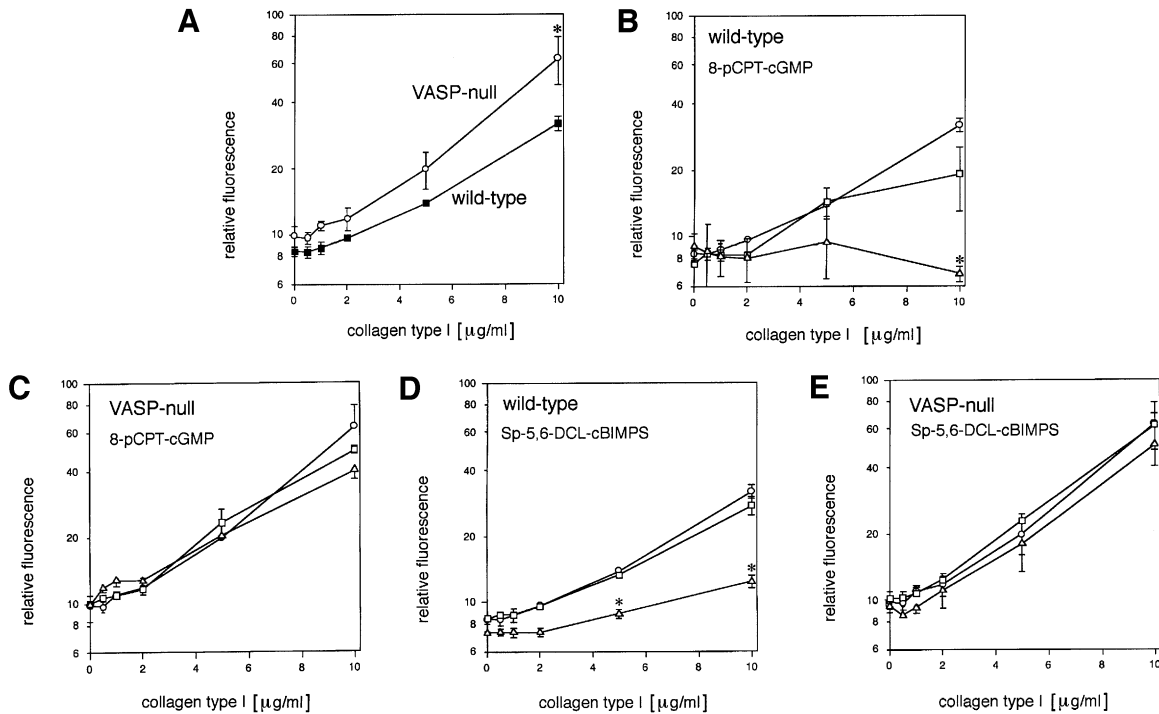 A
100
80
60
40
20
10
8
6
relative fluorescence
VASP-null
wild-type
*
0 2 4 6 8 10
collagen type I [μg/ml]
B
100
80
60
40
20
10
8
6
relative fluorescence
wild-type
8-pCPT-cGMP
*
0 2 4 6 8 10
collagen type I [μg/ml]
C
100
80
60
40
20
10
8
6
relative fluorescence
VASP-null
8-pCPT-cGMP
0 2 4 6 8 10
collagen type I [μg/ml]
D
100
80
60
40
20
10
8
6
relative fluorescence
wild-type
Sp-5,6-DCL-cBIMPS
*
*
0 2 4 6 8 10
collagen type I [μg/ml]
E
100
80
60
40
20
10
8
6
relative fluorescence
VASP-null
Sp-5,6-DCL-cBIMPS
0 2 4 6 8 10
collagen type I [μg/ml]